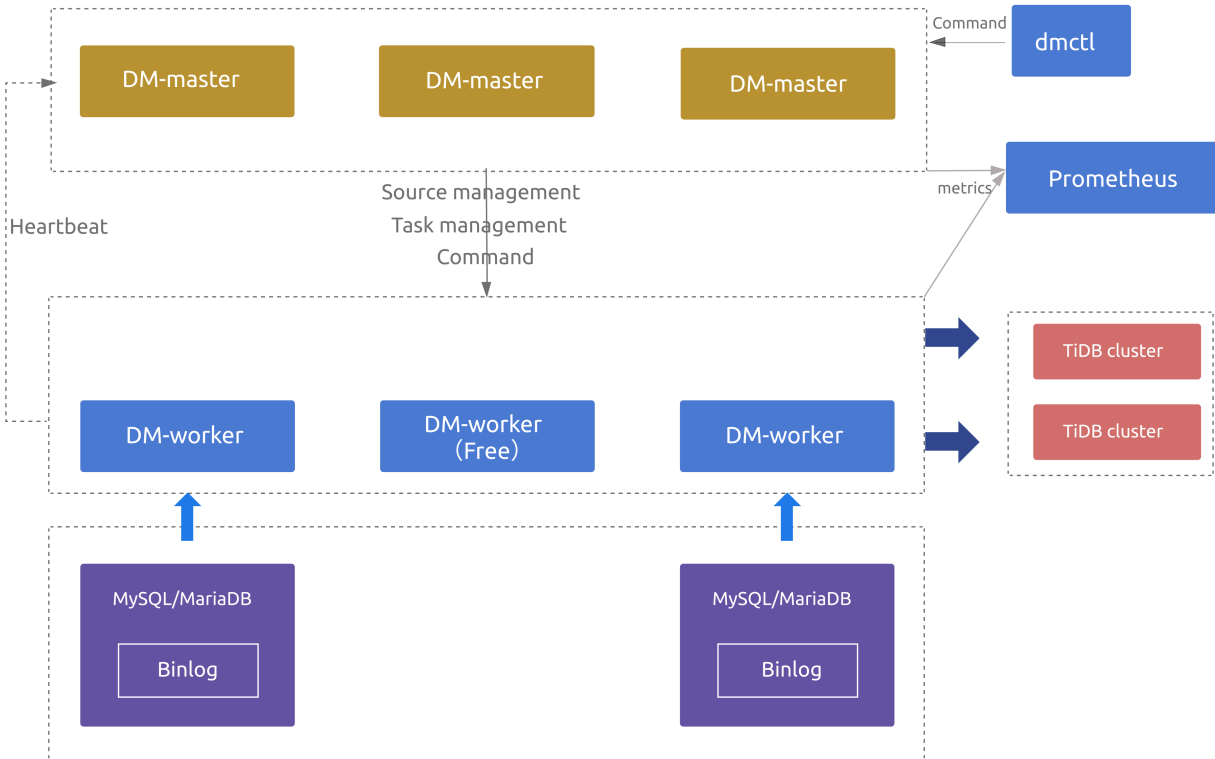 Command
dmctl
DM-master
DM-master
DM-master
Prometheus
metrics
Source management
Task management
Command
Heartbeat
TiDB cluster
TiDB cluster
DM-worker
DM-worker
（Free）
DM-worker
MySQL/MariaDB
Binlog
MySQL/MariaDB
Binlog